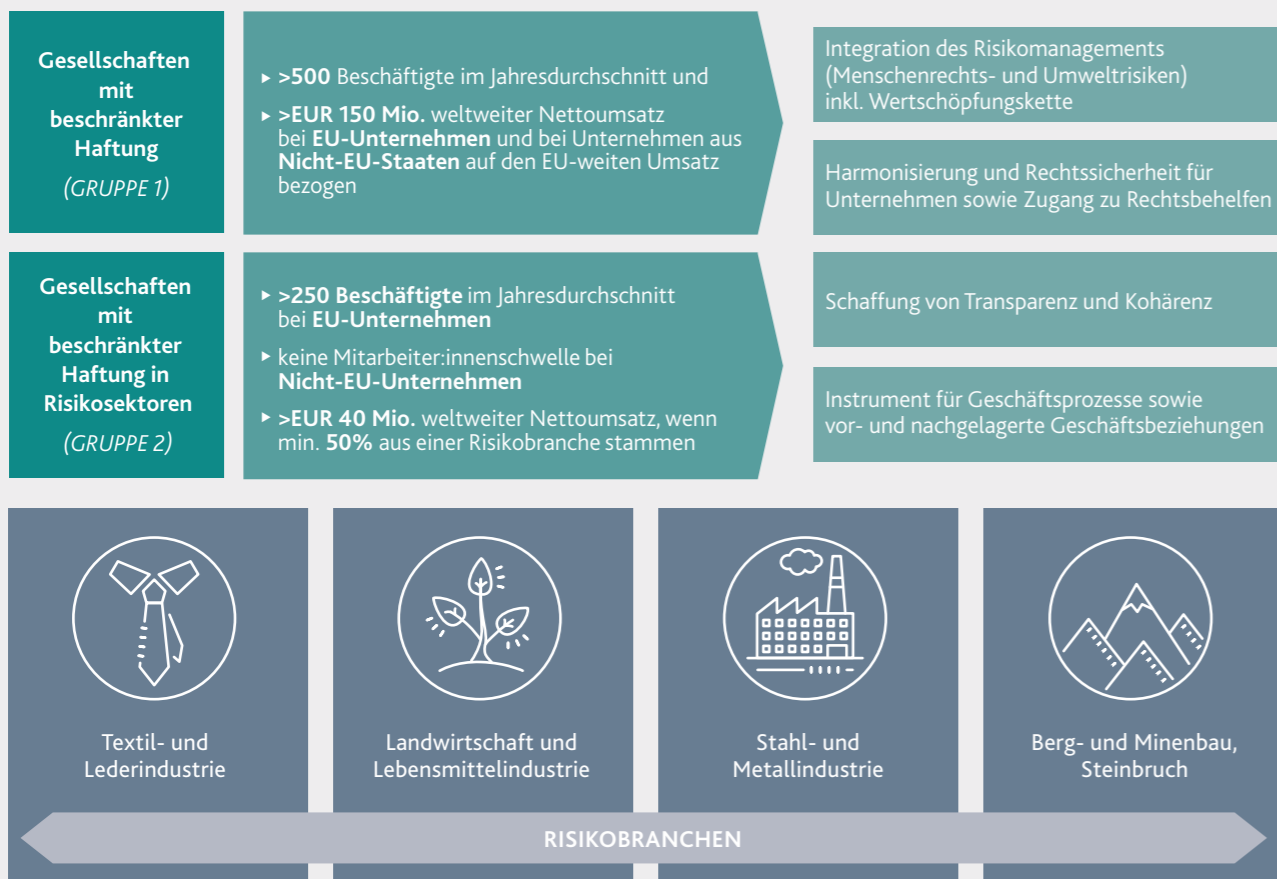 Gesellschaften
mit
beschränkter
Haftung
(GRUPPE 1)
▸ >500 Beschäftigte im Jahresdurchschnitt und
▸ >EUR 150 Mio. weltweiter Nettoumsatz
bei EU-Unternehmen und bei Unternehmen aus
Nicht-EU-Staaten auf den EU-weiten Umsatz
bezogen
Integration des Risikomanagements
(Menschenrechts- und Umweltrisiken)
inkl. Wertschöpfungskette
Harmonisierung und Rechtssicherheit für
Unternehmen sowie Zugang zu Rechtsbehelfen
Gesellschaften
mit
beschränkter
Haftung in
Risikosektoren
(GRUPPE 2)
▸ >250 Beschäftigte im Jahresdurchschnitt
bei EU-Unternehmen
▸ keine Mitarbeiter:innenschwelle bei
Nicht-EU-Unternehmen
▸ >EUR 40 Mio. weltweiter Nettoumsatz, wenn
min. 50% aus einer Risikobranche stammen
Schaffung von Transparenz und Kohärenz
Instrument für Geschäftsprozesse sowie
vor- und nachgelagerte Geschäftsbeziehungen
Textil- und
Lederindustrie
Landwirtschaft und
Lebensmittelindustrie
Stahl- und
Metallindustrie
Berg- und Minenbau,
Steinbruch
RISIKOBRANCHEN